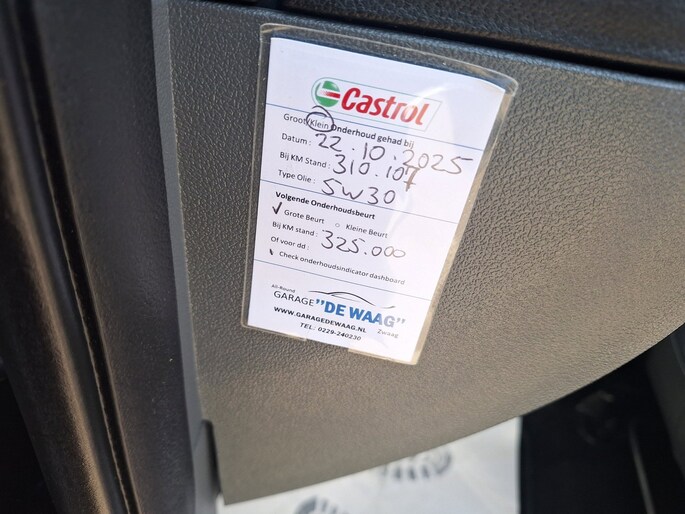 Castrol
Groot/Klein Onderhoud gehad bij
Datum: 22.10.2025
Bij KM Stand: 310.107
Type Olie: 5W30
Volgende Onderhoudsbeurt
✓ Grote Beurt ○ Kleine Beurt
Bij KM stand: 325.000
Of voor dd:
Check onderhoudsindicator dashboard
All-Round
GARAGE "DE WAAG"
Zwaag
WWW.GARAGEDEWAAG.NL
TEL: 0229-240230